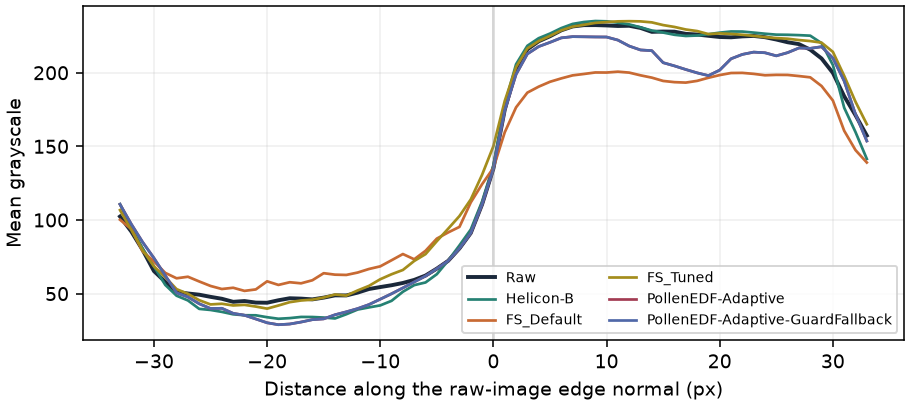 Mean grayscale
200
150
100
50
Raw
Helicon-B
FS_Default
FS_Tuned
PollenEDF-Adaptive
PollenEDF-Adaptive-GuardFallback
−30 −20 −10 0 10 20 30
Distance along the raw-image edge normal (px)